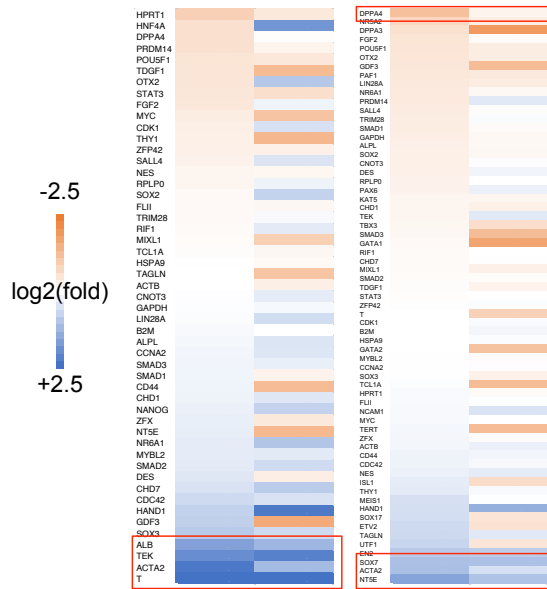 -2.5
log2(fold)
+2.5
HPRT1
HNF4A
DPPA4
PRDM14
POU5F1
TDGF1
OTX2
STAT3
FGF2
MYC
CDK1
THY1
ZFP42
SALL4
NES
RPLP0
SOX2
FLII
TRIM28
RIF1
MIXL1
TCL1A
HSPA9
TAGLN
ACTB
CNOT3
GAPDH
LIN28A
B2M
ALPL
CCNA2
SMAD3
SMAD1
CD44
CHD1
NANOG
ZFX
NT5E
NR6A1
MYBL2
SMAD2
DES
CHD7
CDC42
HAND1
GDF3
SOX3
ALB
TEK
ACTA2
T
DPPA4
NR5A2
DPPA3
FGF2
POU5F1
OTX2
GDF3
PAF1
LIN28A
NR6A1
PRDM14
SALL4
TRIM28
SMAD1
GAPDH
ALPL
SOX2
CNOT3
DES
RPLP0
PAX6
KAT5
CHD1
TEK
TBX3
SMAD3
GATA1
RIF1
CHD7
MIXL1
SMAD2
TDGF1
STAT3
ZFP42
T
CDK1
B2M
HSPA9
GATA2
MYBL2
CCNA2
SOX3
TCL1A
HPRT1
FLII
NCAM1
MYC
TERT
ZFX
ACTB
CD44
CDC42
NES
ISL1
THY1
MEIS1
HAND1
SOX17
ETV2
TAGLN
UTF1
EN2
SOX7
ACTA2
NT5E